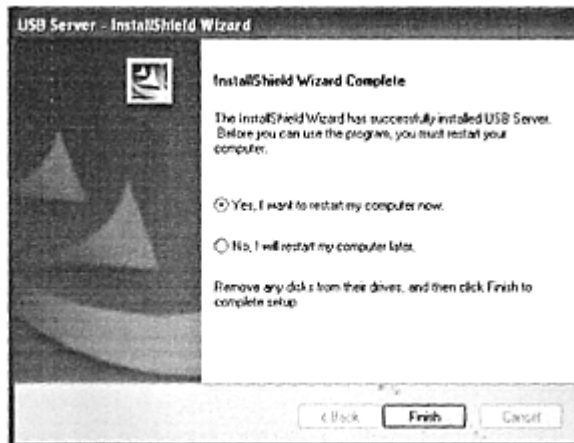 USB Server - InstallShield Wizard
InstallShield Wizard Complete
The InstallShield Wizard has successfully installed USB Server.
Before you can use the program, you must restart your
computer.
Yes, I want to restart my computer now.
No, I will restart my computer later.
Remove any disks from their drives, and then click Finish to
complete setup.
< Back
Finish
Cancel